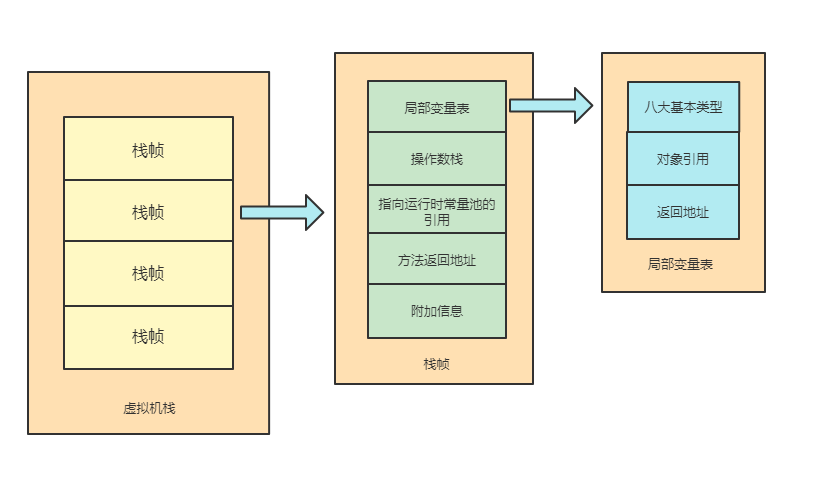 栈帧
栈帧
栈帧
栈帧
虚拟机栈
局部变量表
操作数栈
指向运行时常量池的
引用
方法返回地址
附加信息
栈帧
八大基本类型
对象引用
返回地址
局部变量表